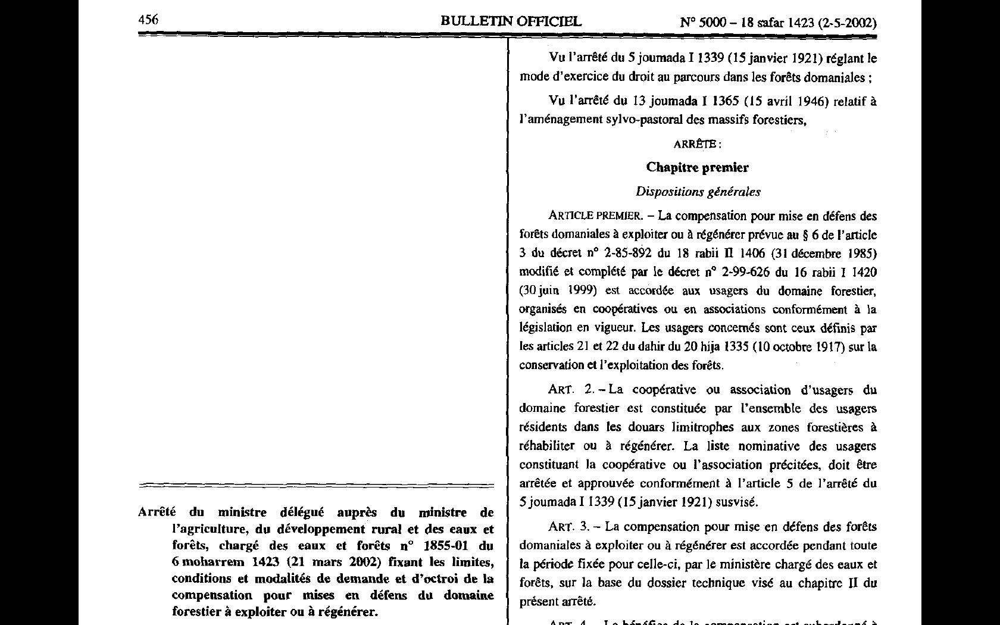 456
BULLETIN OFFICIEL
N° 5000 – 18 safar 1423 (2-5-2002)
Arrêté du ministre délégué auprès du ministre de
l'agriculture, du développement rural et des eaux et
forêts, chargé des eaux et forêts n° 1855-01 du
6 moharrem 1423 (21 mars 2002) fixant les limites,
conditions et modalités de demande et d'octroi de la
compensation pour mises en défens du domaine
forestier à exploiter ou à régénérer.
Vu l'arrêté du 5 joumada I 1339 (15 janvier 1921) réglant le
mode d'exercice du droit au parcours dans les forêts domaniales ;
Vu l'arrêté du 13 joumada I 1365 (15 avril 1946) relatif à
l'aménagement sylvo-pastoral des massifs forestiers,
ARRÊTE :
Chapitre premier
Dispositions générales
ARTICLE PREMIER. – La compensation pour mise en défens des
forêts domaniales à exploiter ou à régénérer prévue au § 6 de l'article
3 du décret n° 2-85-892 du 18 rabii II 1406 (31 décembre 1985)
modifié et complété par le décret n° 2-99-626 du 16 rabii I 1420
(30 juin 1999) est accordée aux usagers du domaine forestier,
organisés en coopératives ou en associations conformément à la
législation en vigueur. Les usagers concernés sont ceux définis par
les articles 21 et 22 du dahir du 20 hija 1335 (10 octobre 1917) sur la
conservation et l'exploitation des forêts.
ART. 2. – La coopérative ou association d'usagers du
domaine forestier est constituée par l'ensemble des usagers
résidents dans les douars limitrophes aux zones forestières à
réhabiliter ou à régénérer. La liste nominative des usagers
constituant la coopérative ou l'association précitées, doit être
arrêtée et approuvée conformément à l'article 5 de l'arrêté du
5 joumada I 1339 (15 janvier 1921) susvisé.
ART. 3. – La compensation pour mise en défens des forêts
domaniales à exploiter ou à régénérer est accordée pendant toute
la période fixée pour celle-ci, par le ministère chargé des eaux et
forêts, sur la base du dossier technique visé au chapitre II du
présent arrêté.
ART. 4. – Le bénéfice de la compensation est subordonné à